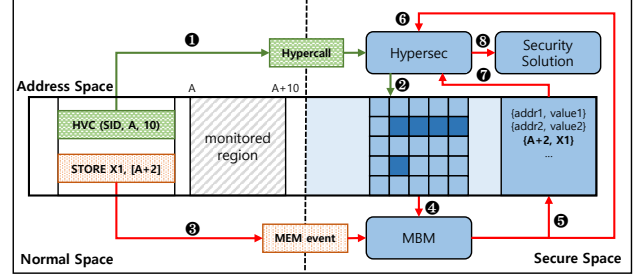 ❶
❻
Hypercall
Hypersec
❽
Security
Solution
Address Space
A
A+10
❷
❼
HVC (SID, A, 10)
monitored
region
{addr1, value1}
{addr2, value2}
{A+2, X1}
...
STORE X1, [A+2]
❸
❹
❺
MEM event
MBM
Normal Space
Secure Space